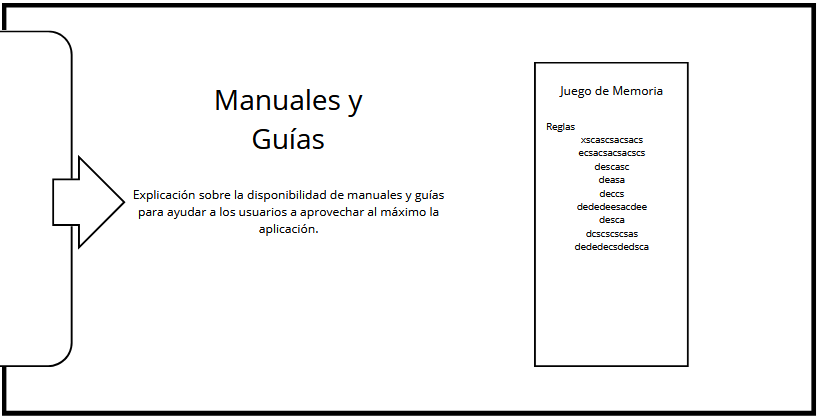 Manuales y
Guías
Explicación sobre la disponibilidad de manuales y guías
para ayudar a los usuarios a aprovechar al máximo la
aplicación.
Juego de Memoria
Reglas
xscascsacsacs
ecsacsacsacscs
descasc
deasa
deccs
dededeesacdee
desca
dcscscscsas
dededecsdedsca